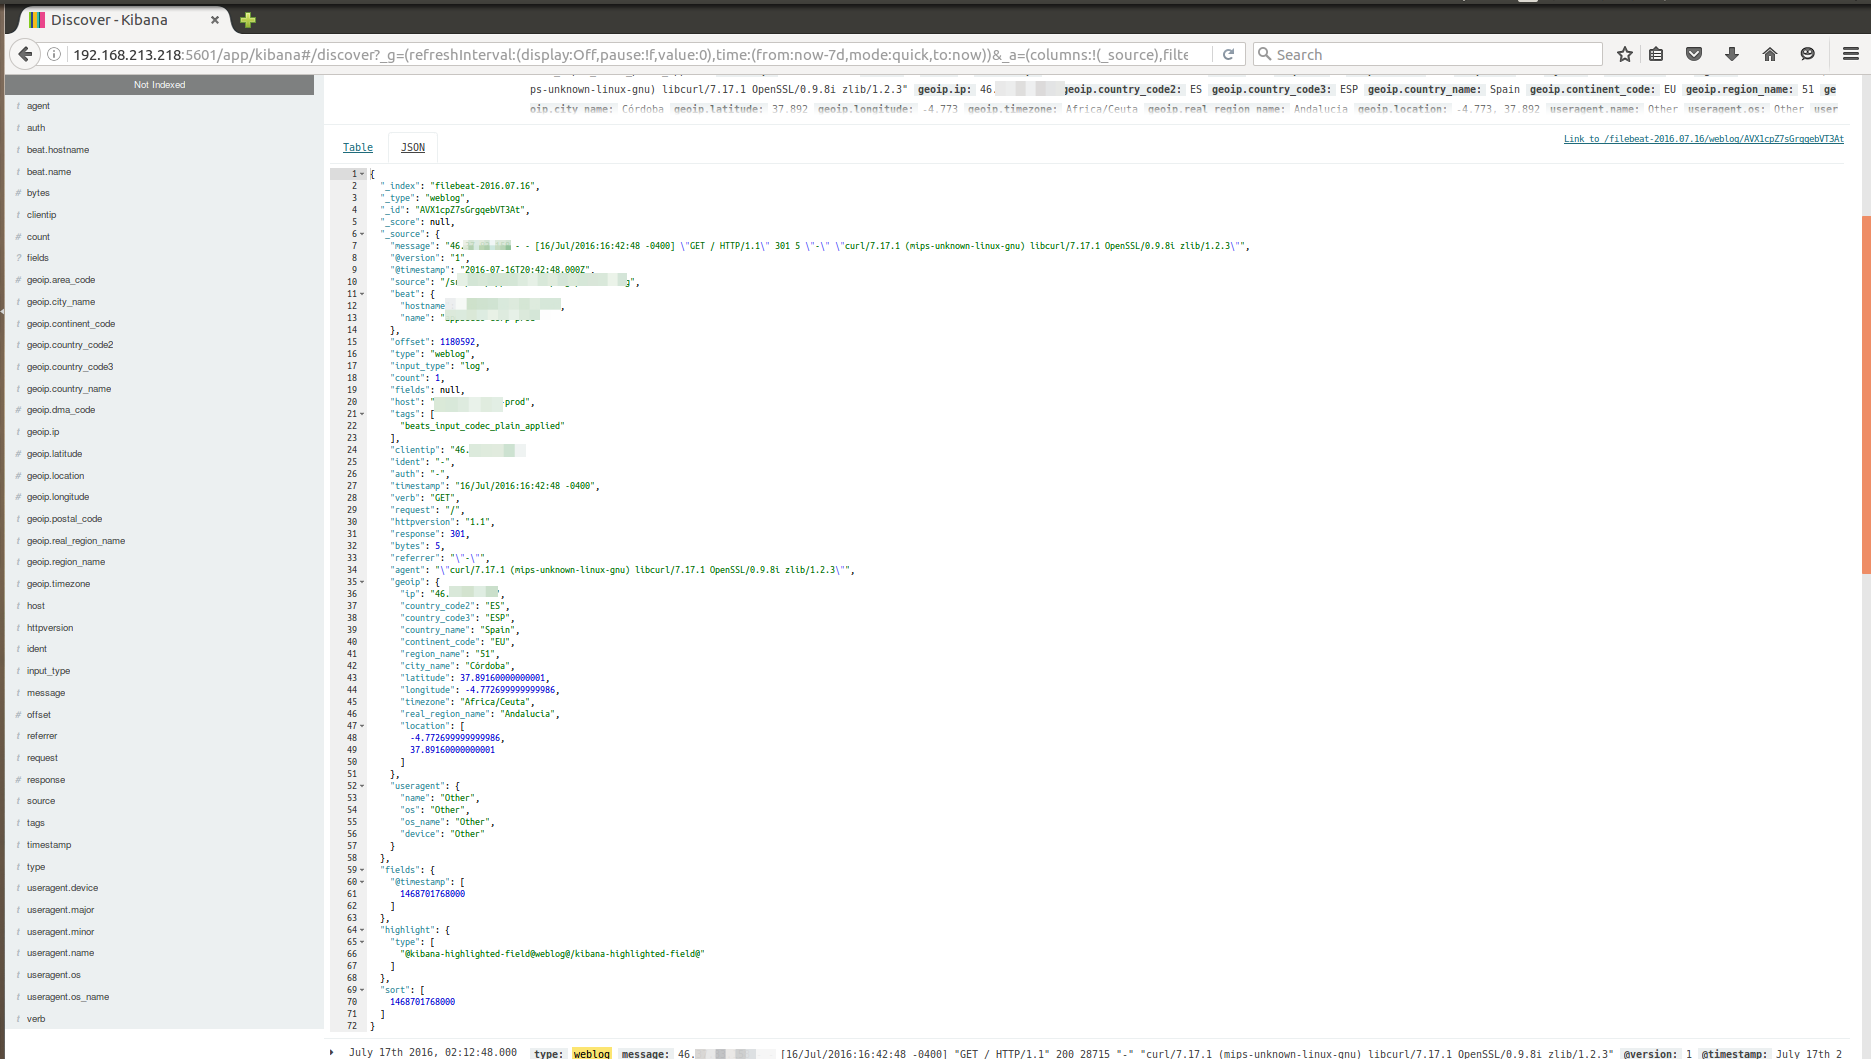 Discover - Kibana
192.168.213.218:5601/app/kibana#/discover?_g=(refreshInterval:(display:Off,pause:!f,value:0),time:(from:now-7d,mode:quick,to:now))&_a=(columns:!(_source),filte
Search
Not Indexed
t agent
t auth
t beat.hostname
t beat.name
# bytes
t clientip
# count
? fields
# geoip.area_code
t geoip.city_name
t geoip.continent_code
t geoip.country_code2
t geoip.country_code3
t geoip.country_name
# geoip.dma_code
t geoip.ip
# geoip.latitude
# geoip.location
# geoip.longitude
t geoip.postal_code
t geoip.real_region_name
t geoip.region_name
t geoip.timezone
t host
t httpversion
t ident
t input_type
t message
# offset
t referrer
t request
# response
t source
t tags
t timestamp
t type
t useragent.device
t useragent.major
t useragent.minor
t useragent.name
t useragent.os
t useragent.os_name
t verb
ps-unknown-linux-gnu) libcurl/7.17.1 OpenSSL/0.9.8i zlib/1.2.3" geoip.ip: 46. geoip.country_code2: ES geoip.country_code3: ESP geoip.country_name: Spain geoip.continent_code: EU geoip.region_name: 51 ge
oip.city_name: Córdoba geoip.latitude: 37.892 geoip.longitude: -4.773 geoip.timezone: Africa/Ceuta geoip.real_region_name: Andalucia geoip.location: -4.773, 37.892 useragent.name: Other useragent.os: Other user
Table JSON
Link to /filebeat-2016.07.16/weblog/AVX1cpZ7sGrgqebVT3At
1 {
2 "_index": "filebeat-2016.07.16",
3 "_type": "weblog",
4 "_id": "AVX1cpZ7sGrgqebVT3At",
5 "_score": null,
6 "_source": {
7 "message": "46. - - [16/Jul/2016:16:42:48 -0400] \"GET / HTTP/1.1\" 301 5 \"-\" \"curl/7.17.1 (mips-unknown-linux-gnu) libcurl/7.17.1 OpenSSL/0.9.8i zlib/1.2.3\"",
8 "@version": "1",
9 "@timestamp": "2016-07-16T20:42:48.000Z",
10 "source": "/s g",
11 "beat": {
12 "hostname ,
13 "name": "
14 },
15 "offset": 1180592,
16 "type": "weblog",
17 "input_type": "log",
18 "count": 1,
19 "fields": null,
20 "host": " -prod",
21 "tags": [
22 "beats_input_codec_plain_applied"
23 ],
24 "clientip": "46.
25 "ident": "-",
26 "auth": "-",
27 "timestamp": "16/Jul/2016:16:42:48 -0400",
28 "verb": "GET",
29 "request": "/",
30 "httpversion": "1.1",
31 "response": 301,
32 "bytes": 5,
33 "referrer": "\"-\"",
34 "agent": "\"curl/7.17.1 (mips-unknown-linux-gnu) libcurl/7.17.1 OpenSSL/0.9.8i zlib/1.2.3\"",
35 "geoip": {
36 "ip": "46. ",
37 "country_code2": "ES",
38 "country_code3": "ESP",
39 "country_name": "Spain",
40 "continent_code": "EU",
41 "region_name": "51",
42 "city_name": "Córdoba",
43 "latitude": 37.89160000000001,
44 "longitude": -4.772699999999986,
45 "timezone": "Africa/Ceuta",
46 "real_region_name": "Andalucia",
47 "location": [
48 -4.772699999999986,
49 37.89160000000001
50 ]
51 },
52 "useragent": {
53 "name": "Other",
54 "os": "Other",
55 "os_name": "Other",
56 "device": "Other"
57 }
58 },
59 "fields": {
60 "@timestamp": [
61 1468701768000
62 ]
63 },
64 "highlight": {
65 "type": [
66 "@kibana-highlighted-field@weblog@/kibana-highlighted-field@"
67 ]
68 },
69 "sort": [
70 1468701768000
71 ]
72 }
July 17th 2016, 02:12:48.000 type: weblog message: 46. [16/Jul/2016:16:42:48 -0400] "GET / HTTP/1.1" 200 28715 "-" "curl/7.17.1 (mips-unknown-linux-gnu) libcurl/7.17.1 OpenSSL/0.9.8i zlib/1.2.3" @version: 1 @timestamp: July 17th 2